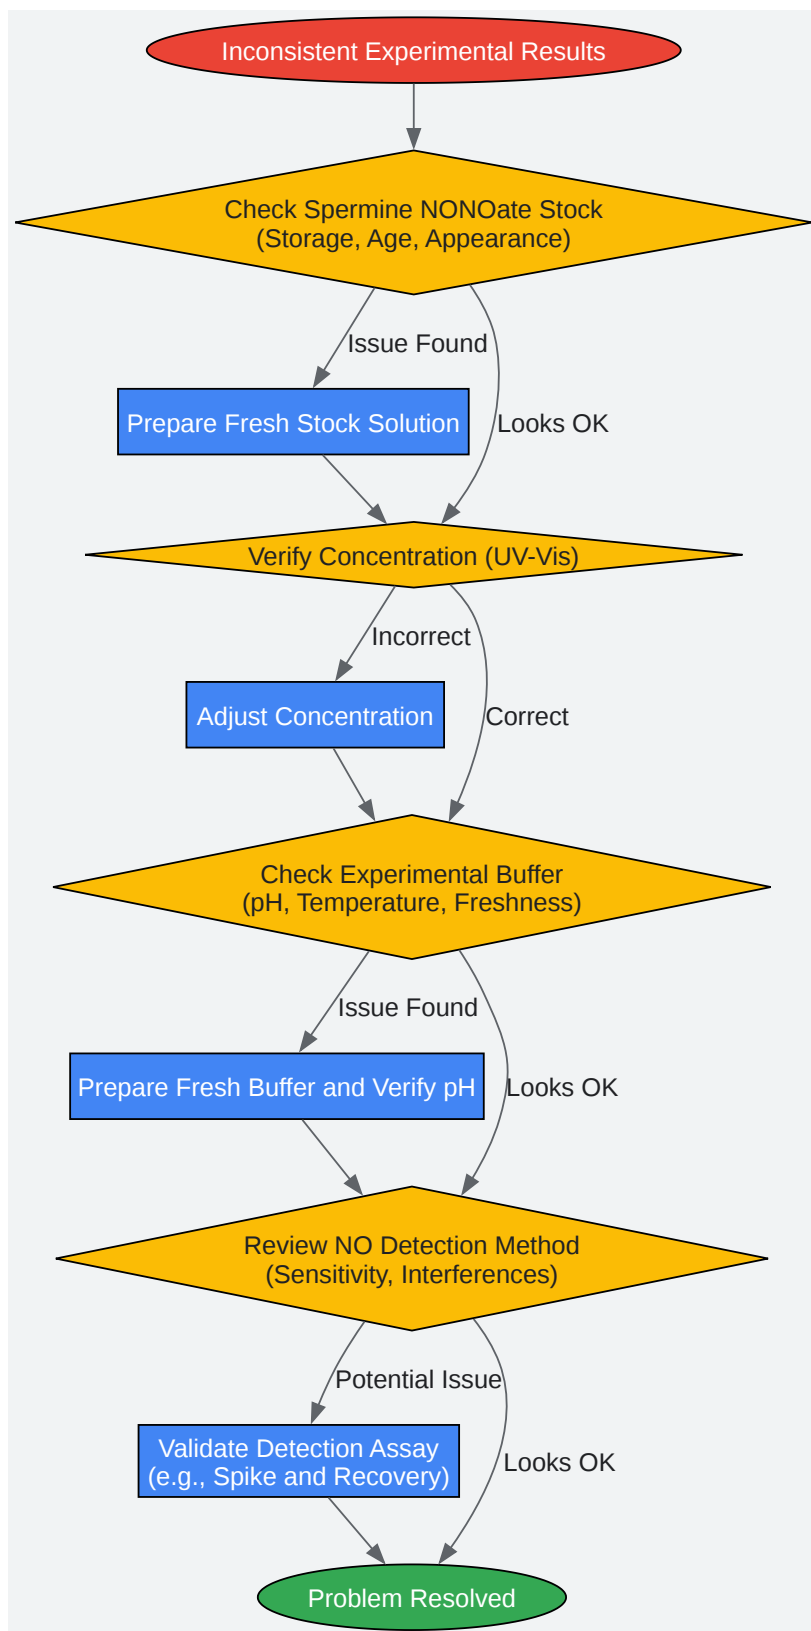 Inconsistent Experimental Results
Check Spermine NONOate Stock
(Storage, Age, Appearance)
Issue Found
Prepare Fresh Stock Solution
Looks OK
Verify Concentration (UV-Vis)
Incorrect
Adjust Concentration
Correct
Check Experimental Buffer
(pH, Temperature, Freshness)
Issue Found
Prepare Fresh Buffer and Verify pH
Looks OK
Review NO Detection Method
(Sensitivity, Interferences)
Potential Issue
Validate Detection Assay
(e.g., Spike and Recovery)
Looks OK
Problem Resolved